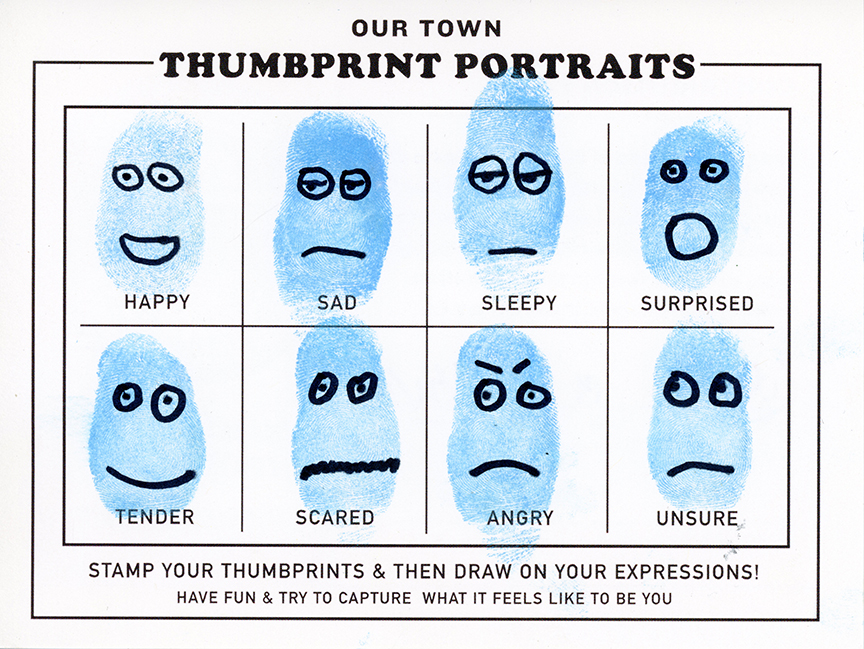 OUR TOWN
THUMBPRINT PORTRAITS
HAPPY
SAD
SLEEPY
SURPRISED
TENDER
SCARED
ANGRY
UNSURE
STAMP YOUR THUMBPRINTS & THEN DRAW ON YOUR EXPRESSIONS!
HAVE FUN & TRY TO CAPTURE WHAT IT FEELS LIKE TO BE YOU